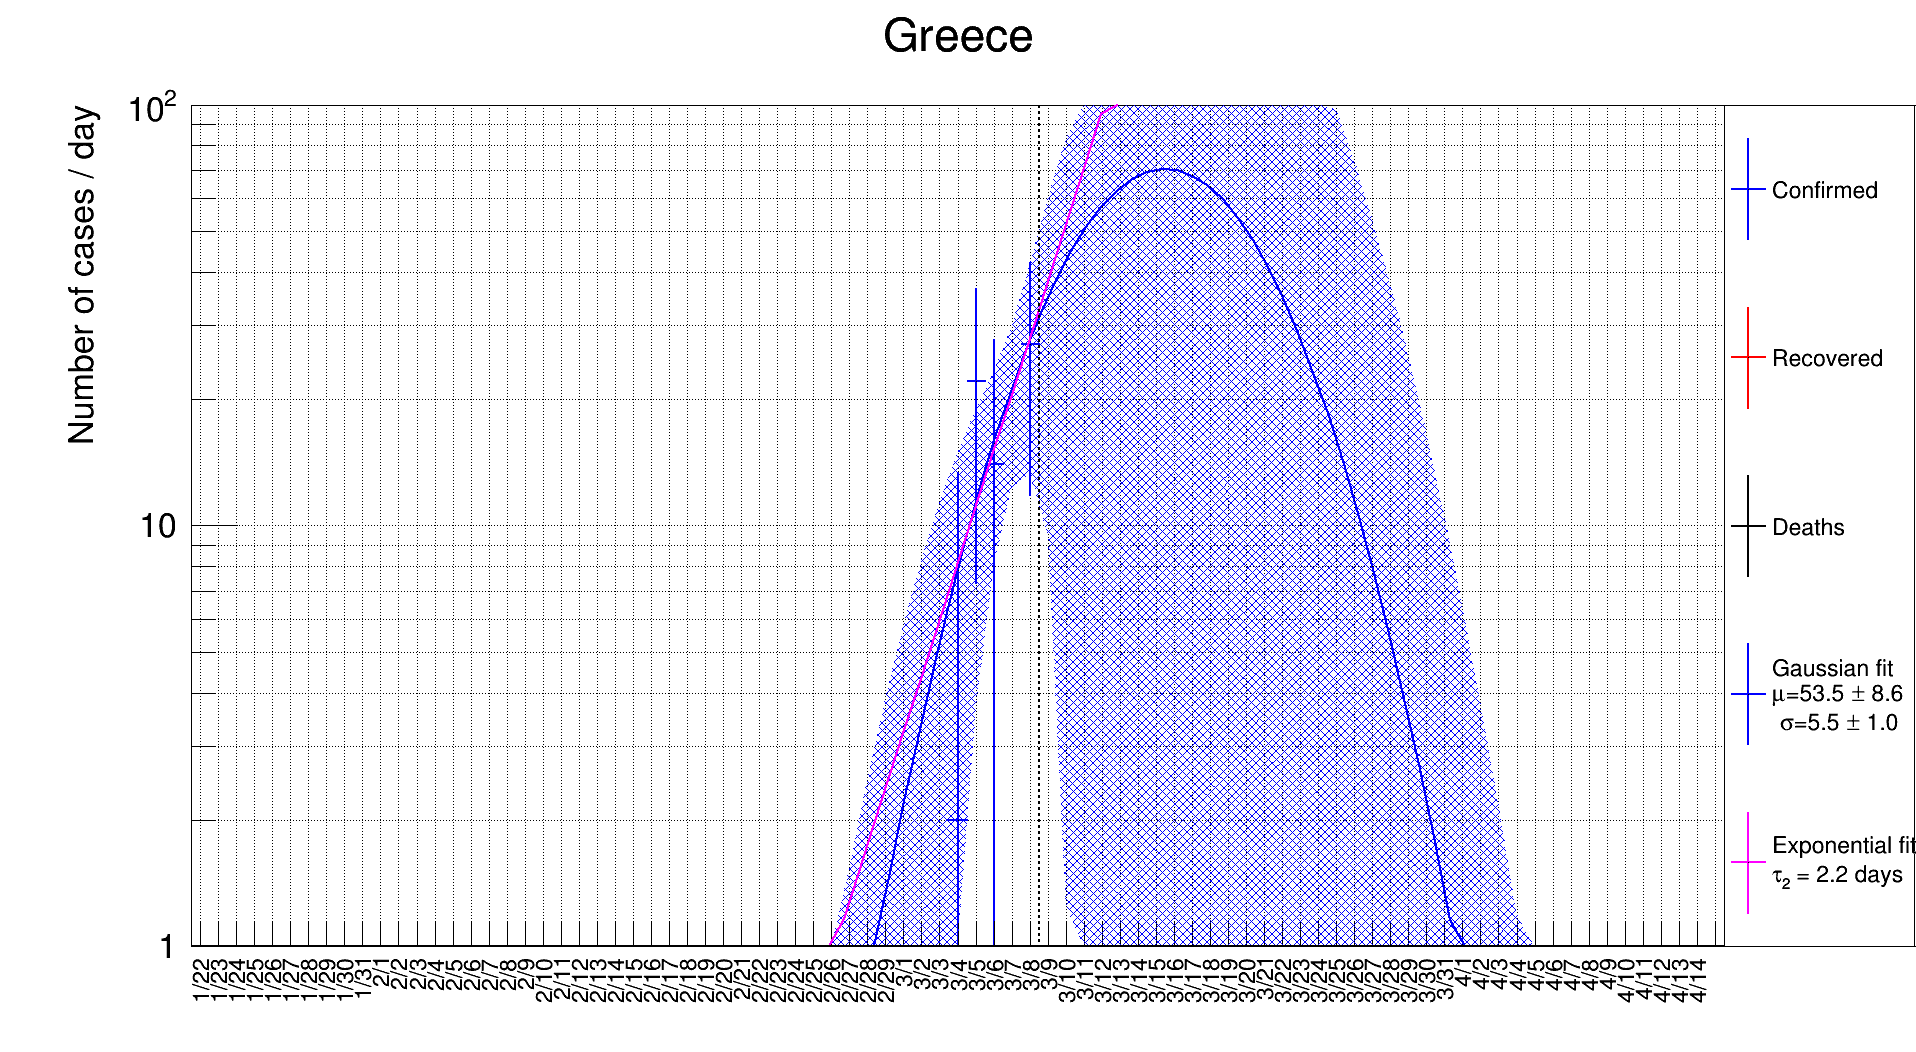 Greece
Number of cases / day
10²
10
1
1/22 1/23 1/24 1/25 1/26 1/27 1/28 1/29 1/30 1/31 2/1 2/2 2/3 2/4 2/5 2/6 2/7 2/8 2/9 2/10 2/11 2/12 2/13 2/14 2/15 2/16 2/17 2/18 2/19 2/20 2/21 2/22 2/23 2/24 2/25 2/26 2/27 2/28 2/29 3/1 3/2 3/3 3/4 3/5 3/6 3/7 3/8 3/9 3/10 3/11 3/12 3/13 3/14 3/15 3/16 3/17 3/18 3/19 3/20 3/21 3/22 3/23 3/24 3/25 3/26 3/27 3/28 3/29 3/30 3/31 4/1 4/2 4/3 4/4 4/5 4/6 4/7 4/8 4/9 4/10 4/11 4/12 4/13 4/14
Confirmed
Recovered
Deaths
Gaussian fit
μ=53.5 ± 8.6
σ=5.5 ± 1.0
Exponential fit
τ₂ = 2.2 days